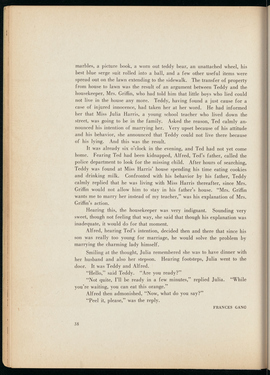 marbles, a picture book, a worn out teddy bear, an unattached wheel, his
best blue serge suit rolled into a ball, and a few other useful items were
spread out on the lawn extending to the sidewalk. The transfer of property
from house to lawn was the result of an argument between Teddy and the
housekeeper, Mrs. Griffin, who had told him that little boys who lied could
not live in the house any more. Teddy, having found a just cause for a
case of injured innocence, had taken her at her word. He had informed
her that Miss Julia Harris, a young school teacher who lived down the
street, was going to be in the family. Asked the reason, Ted calmly an-
nounced his intention of marrying her. Very upset because of his attitude
and his behavior, she announced that Teddy could not live there because
of his lying. And this was the result.
It was already six o'clock in the evening, and Ted had not yet come
home. Fearing Ted had been kidnapped, Alfred, Ted's father, called the
police department to look for the missing child. After hours of searching,
Teddy was found at Miss Harris' house spending his time eating cookies
and drinking milk. Confronted with his behavior by his father, Teddy
calmly replied that he was living with Miss Harris from then on, since Mrs.
Griffin would not allow him to stay in his father's house. "Mrs. Griffin
wants me to marry her instead of my teacher," was his explanation of Mrs.
Griffin's action.
Hearing this, the housekeeper was very indignant. Sounding very
sweet, though not feeling that way, she said that though his explanation was
inadequate, it would do for that moment.
Alfred, hearing Ted's intention, decided then and there that since his
son was really too young for marriage, he would solve the problem by
marrying the charming lady himself.
Smiling at the thought, Julia remembered she was to have dinner with
her husband and also her stepson. Hearing footsteps, Julia went to the
door. It was Teddy and Alfred.
"Hello," said Teddy. "Are you ready?"
"Not quite, I'll be ready in a few minutes," replied Julia. "While
you're waiting, you can eat this orange."
Alfred then admonished, "Now, what do you say?"
"Peel it, please," was the reply.
FRANCES GANG